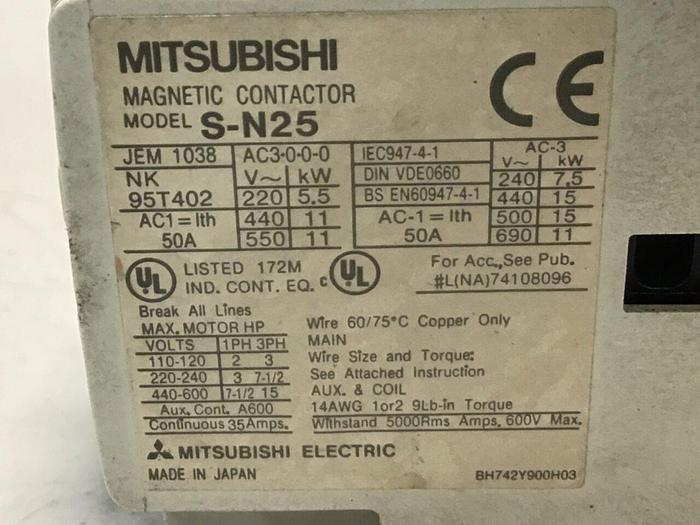 MITSUBISHI
MAGNETIC CONTACTOR
MODEL S-N25
CE
JEM 1038 AC3·0·0-0 IEC947-4-1 AC-3
NK V~ kW DIN VDE0660 V~ kW
95T402 220 5.5 BS EN60947-4-1 240 7.5
AC1=Ith 440 11 AC-1=Ith 440 15
50A 550 11 50A 500 15
690 11
UL LISTED 172M c UL For Acc.,See Pub.
IND. CONT. EQ. #L(NA)74108096
Break All Lines
MAX. MOTOR HP
VOLTS 1PH 3PH
110-120 2 3
220-240 3 7-1/2
440-600 7-1/2 15
Aux. Cont. A600
Continuous 35Amps.
Wire 60/75°C Copper Only
MAIN
Wire Size and Torque:
See Attached Instruction
AUX. & COIL
14AWG 1or2 9Lb-in Torque
Withstand 5000Rms Amps, 600V Max.
MITSUBISHI ELECTRIC
MADE IN JAPAN BH742Y900H03